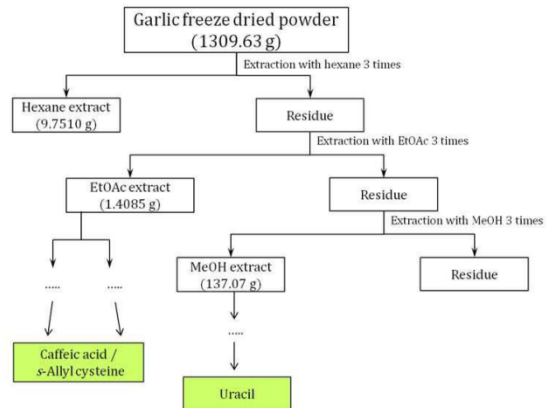 Garlic freeze dried powder
(1309.63 g)
Extraction with hexane 3 times
Hexane extract
(9.7510 g)
Residue
Extraction with EtOAc 3 times
EtOAc extract
(1.4085 g)
Residue
Extraction with MeOH 3 times
MeOH extract
(137.07 g)
Residue
.....
.....
.....
Caffeic acid /
s-Allyl cysteine
Uracil